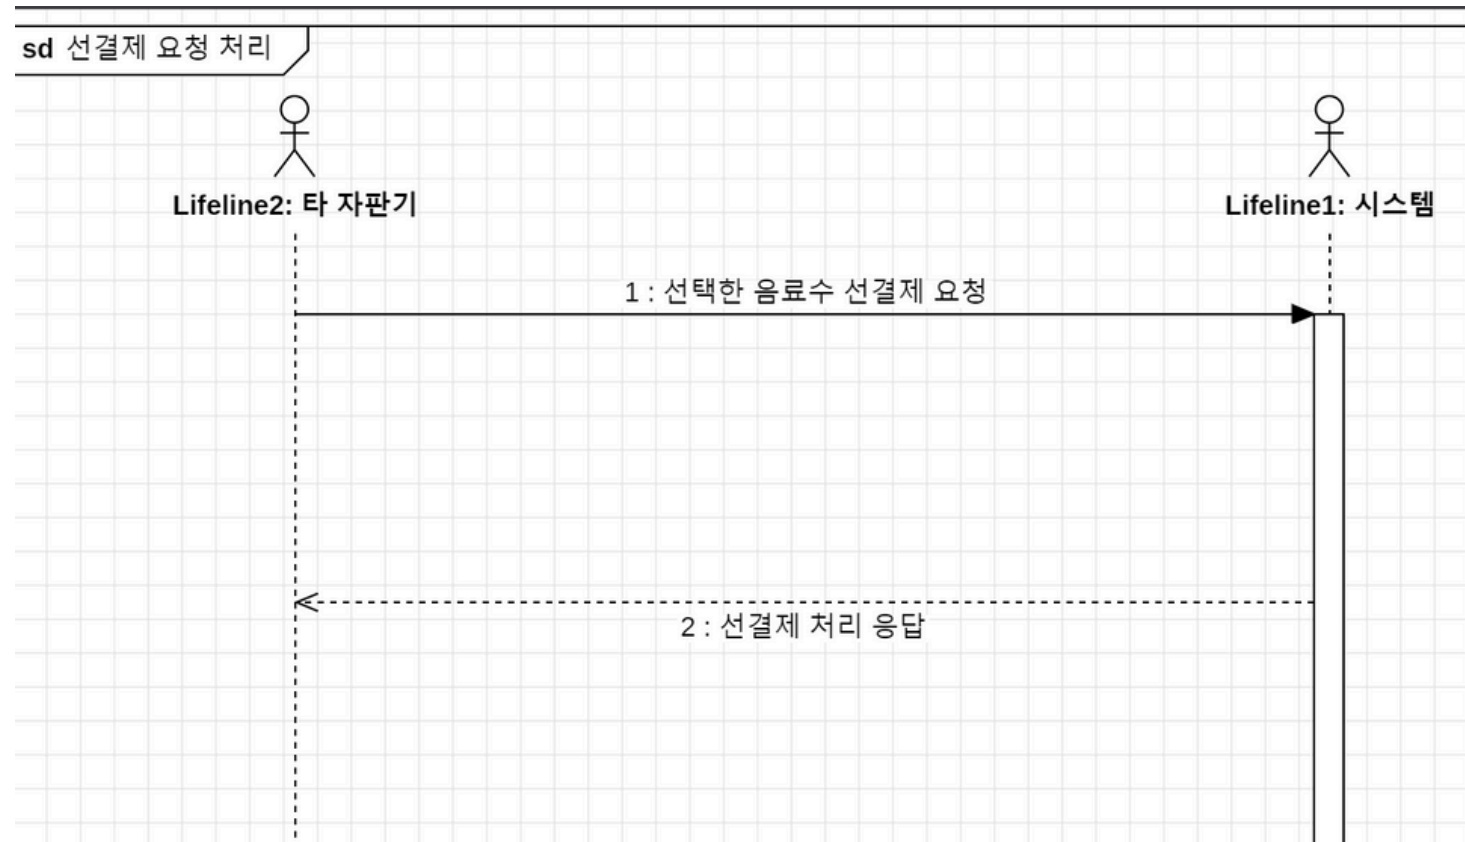 sd 선결제 요청 처리
Lifeline2: 타 자판기
Lifeline1: 시스템
1 : 선택한 음료수 선결제 요청
2 : 선결제 처리 응답